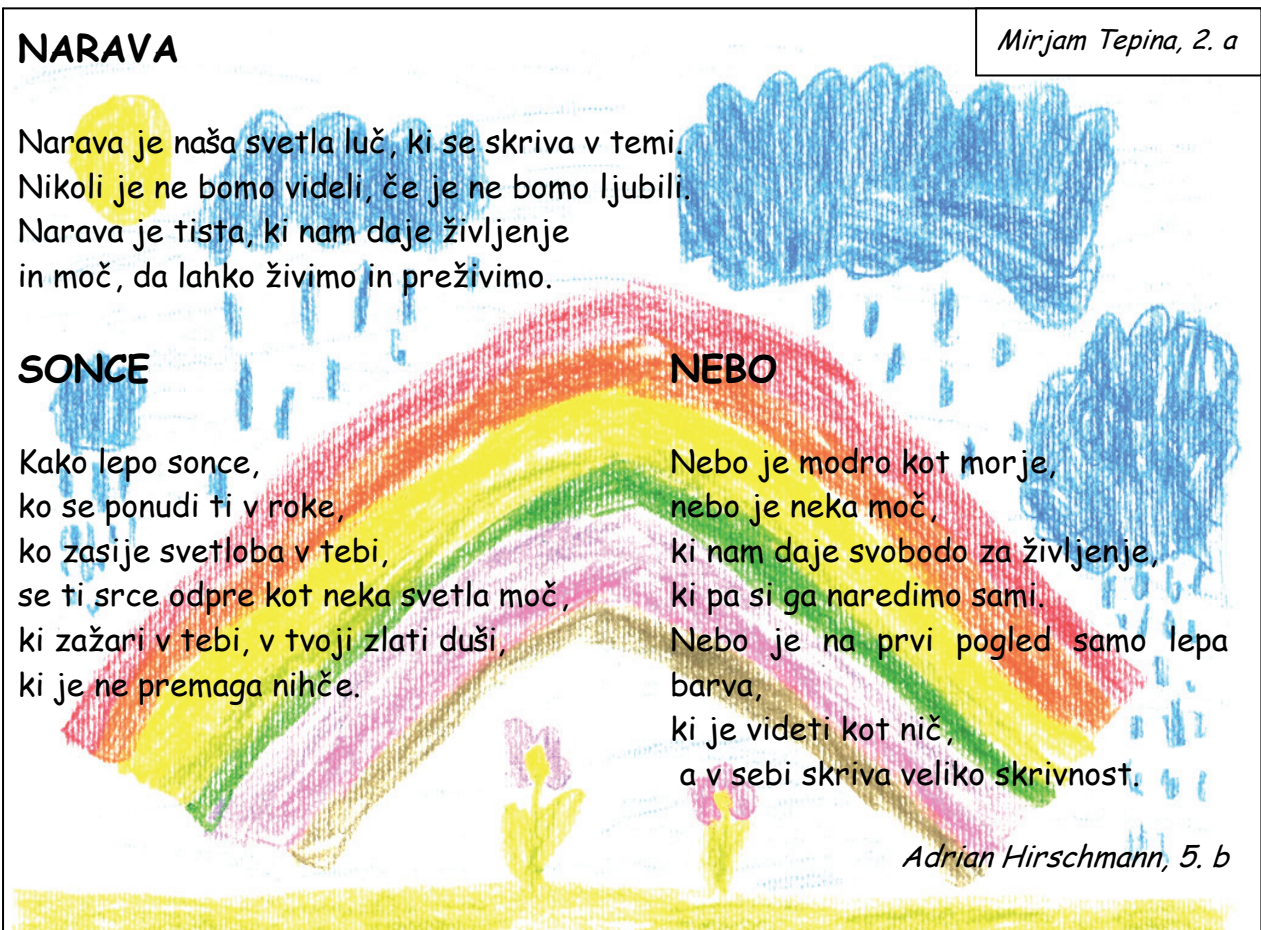 NARAVA
Mirjam Tepina, 2. a
Narava je naša svetla luč, ki se skriva v temi.
Nikoli je ne bomo videli, če je ne bomo ljubili.
Narava je tista, ki nam daje življenje
in moč, da lahko živimo in preživimo.
SONCE
Kako lepo sonce,
ko se ponudi ti v roke,
ko zasije svetloba v tebi,
se ti srce odpre kot neka svetla moč,
ki zažari v tebi, v tvoji zlati duši,
ki je ne premaga nihče.
NEBO
Nebo je modro kot morje,
nebo je neka moč,
ki nam daje svobodo za življenje,
ki pa si ga naredimo sami.
Nebo je na prvi pogled samo lepa
barva,
ki je videti kot nič,
a v sebi skriva veliko skrivnost.
Adrian Hirschmann, 5. b